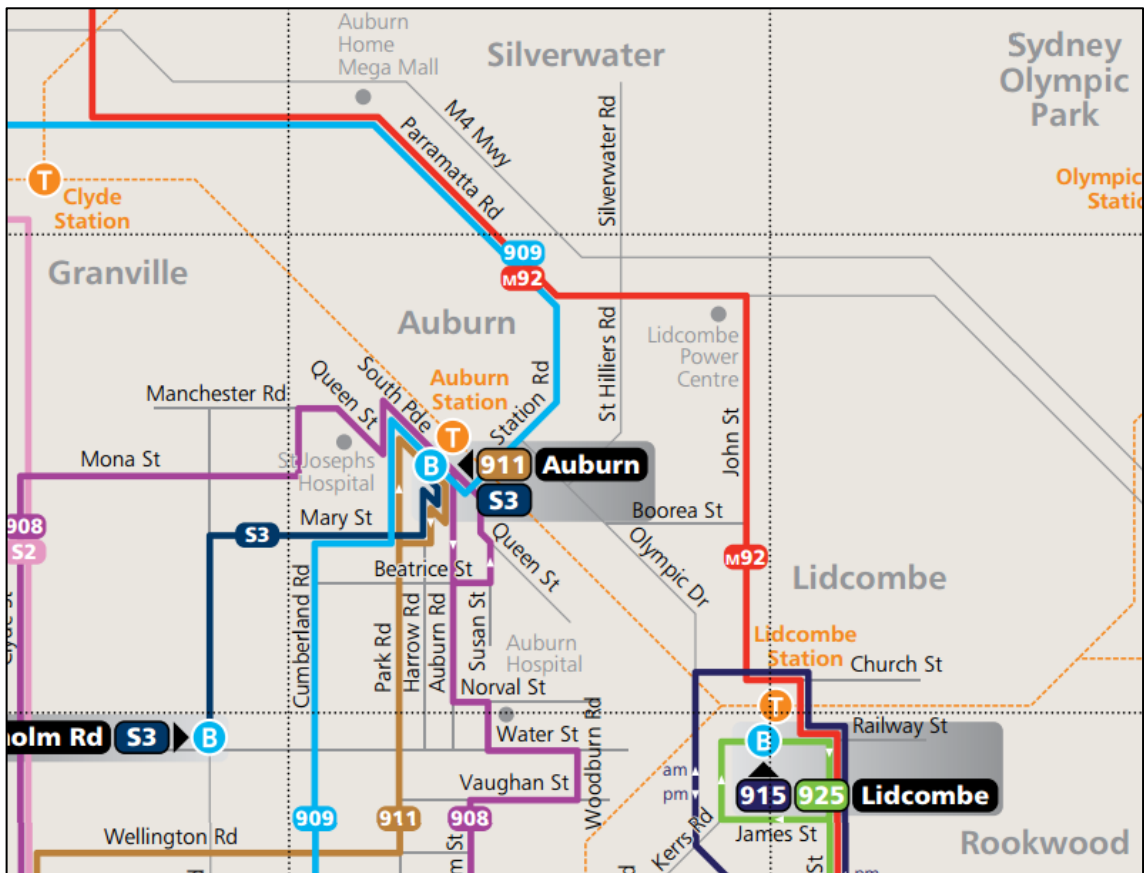 Auburn
Home
Mega Mall
Silverwater
Sydney
Olympic
Park
M4 Mwy
Parramatta Rd
Silverwater Rd
T
Clyde
Station
Olympic
909
M92
Granville
Auburn
Lidcombe
Power
Centre
St Hilliers Rd
Station Rd
South Pde
Queen St
Manchester Rd
Auburn
Station
T
John St
Mona St
St Josephs
Hospital
B
911
Auburn
S3
908
S2
Mary St
S3
Boorea St
Queen St
Olympic Dr
M92
Lidcombe
Beatrice St
Cumberland Rd
Park Rd
Harrow Rd
Auburn Rd
Susan St
Auburn
Hospital
Lidcombe
Station
Church St
Norval St
T
holm Rd
S3
B
Water St
Woodburn Rd
B
Railway St
am
pm
Vaughan St
915
925
Lidcombe
909
911
908
Wellington Rd
Kerrs Rd
James St
Rookwood
St
pm